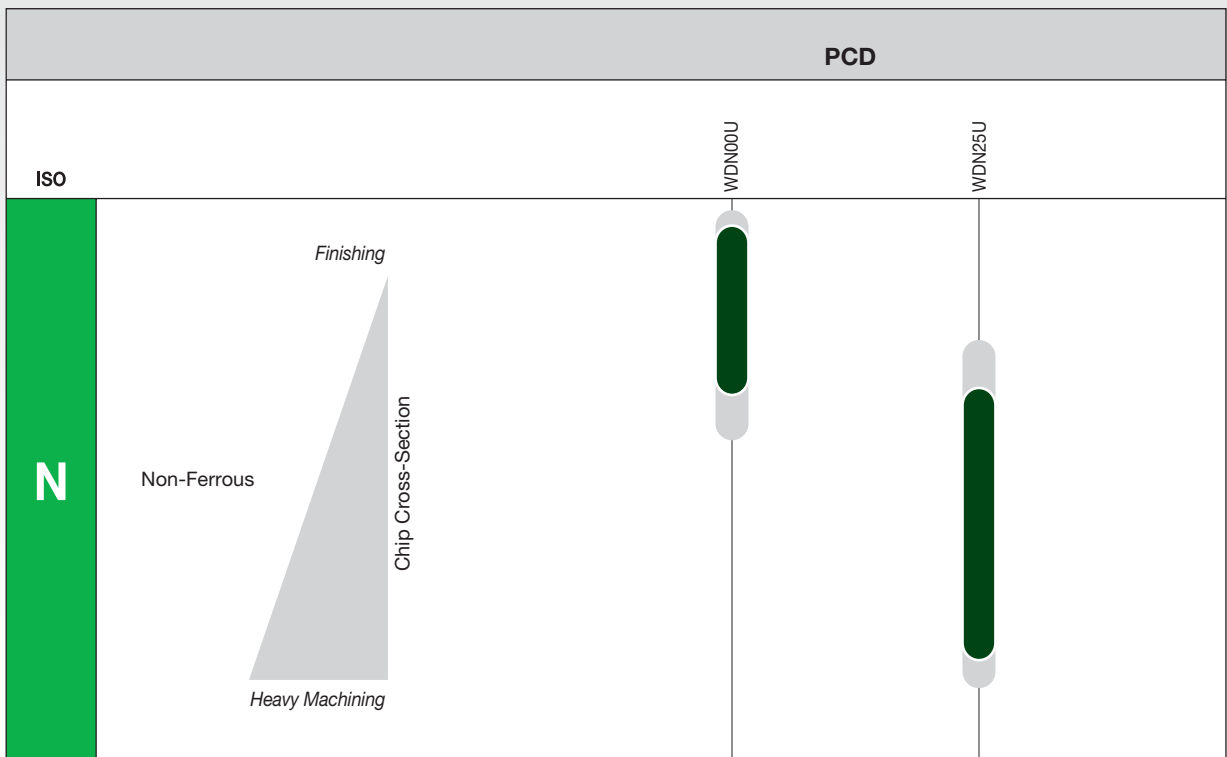 PCD
ISO
WDN00U
WDN25U
N
Non-Ferrous
Finishing
Chip Cross-Section
Heavy Machining